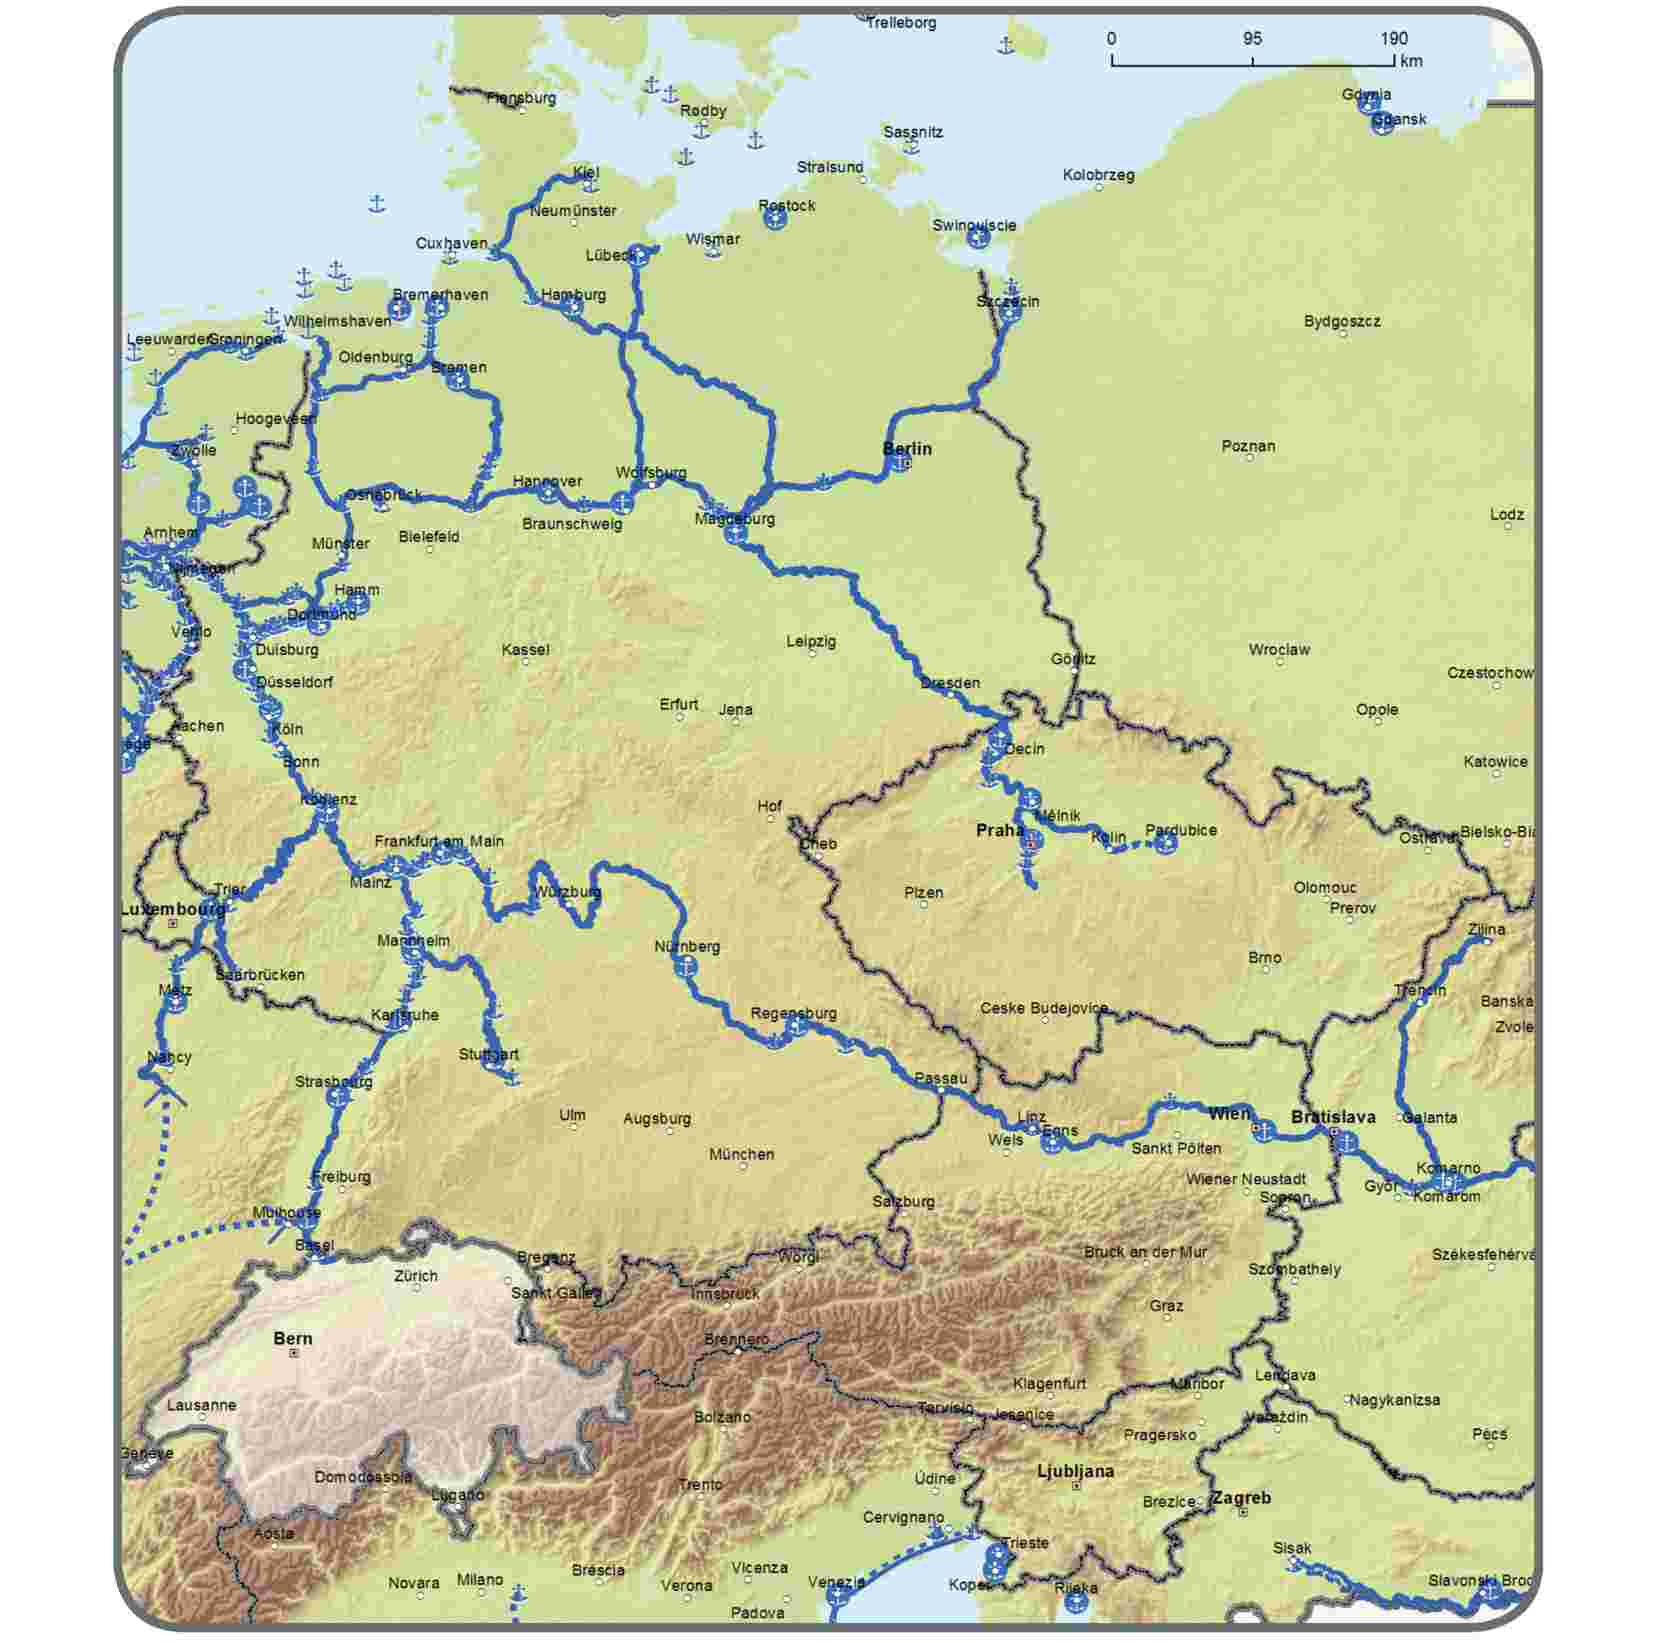 Trelleborg
0 95 190
km
Flensburg
Gdynia
Rødby
Gdansk
Sassnitz
Stralsund
Kiel
Kolobrzeg
Rostock
Neumünster
Swinoujscie
Cuxhaven
Wismar
Lübeck
Bremerhaven
Hamburg
Szczecin
Wilhelmshaven
Bydgoszcz
Leeuwarden
Groningen
Oldenburg
Bremen
Hoogeveen
Zwolle
Berlin
Poznan
Wolfsburg
Hannover
Osnabrück
Lodz
Braunschweig
Magdeburg
Arnhem
Bielefeld
Münster
Nijmegen
Hamm
Dortmund
Venlo
Leipzig
Duisburg
Kassel
Wroclaw
Görlitz
Czestochow
Düsseldorf
Dresden
Erfurt
Jena
Opole
Aachen
Köln
ège
Decin
Bonn
Katowice
Koblenz
Hof
Mělník
Praha
Kolin
Pardubice
Ostrava
Bielsko-Bia
Frankfurt am Main
Cheb
Mainz
Trier
Würzburg
Plzen
Olomouc
Luxembourg
Prerov
Zilina
Mannheim
Nürnberg
Brno
Saarbrücken
Metz
Trencin
Banska
Ceske Budejovice
Regensburg
Karlsruhe
Zvole
Nancy
Stuttgart
Strasbourg
Passau
Ulm
Augsburg
Linz
Wien
Bratislava
Galanta
Enns
Wels
Sankt Pölten
München
Freiburg
Komarno
Wiener Neustadt
Győr
Komárom
Sopron
Salzburg
Mulhouse
Basel
Bregenz
Wörgl
Bruck an der Mur
Székesfehérvá
Szombathely
Zürich
Sankt Gallen
Innsbruck
Graz
Bern
Brennero
Lendava
Klagenfurt
Maribor
Nagykanizsa
Lausanne
Tarvisio
Jesenice
Bolzano
Varaždin
Pragersko
Pécs
Genève
Ljubljana
Domodossola
Údine
Trento
Lugano
Brezice
Zagreb
Cervignano
Aosta
Trieste
Sisak
Vicenza
Brescia
Novara
Milano
Verona
Venezia
Koper
Rijeka
Slavonski Brod
Padova